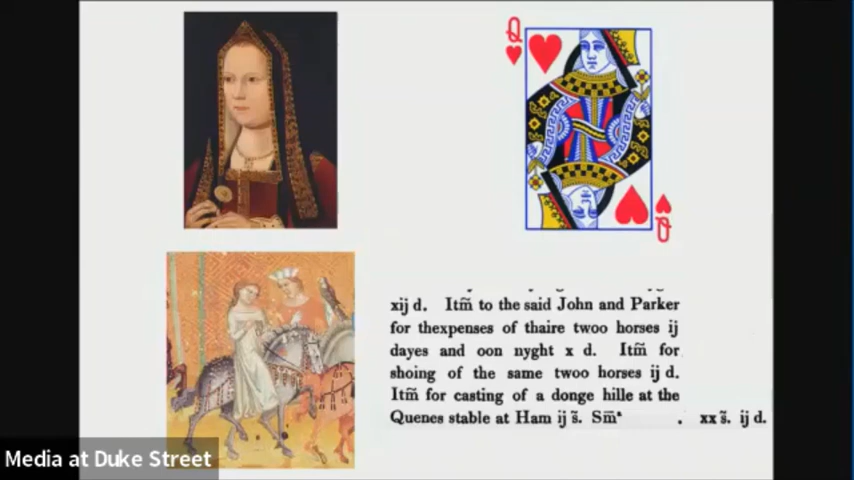 Q
xij d. Itm̃ to the said John and Parker
for thexpenses of thaire twoo horses ij
dayes and oon nyght x d. Itm̃ for
shoing of the same twoo horses ij d.
Itm̃ for casting of a donge hille at the
Quenes stable at Ham ij s̃. Sm̃ᵃ . xx s̃. ij d.
Q
Media at Duke Street